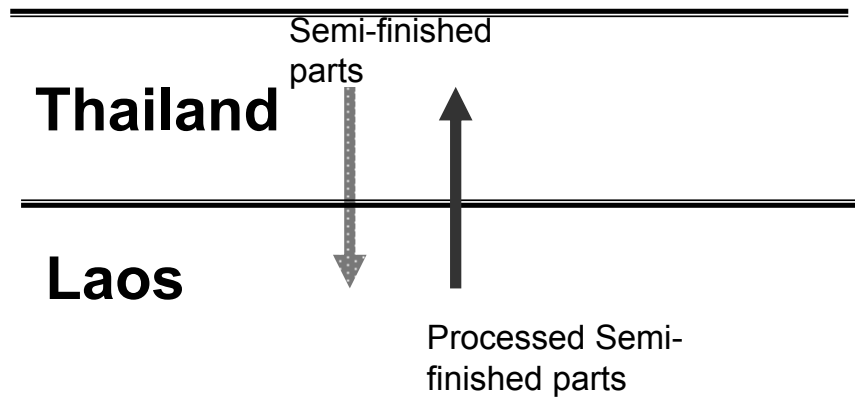 Semi-finished
parts
Thailand
Laos
Processed Semi-
finished parts